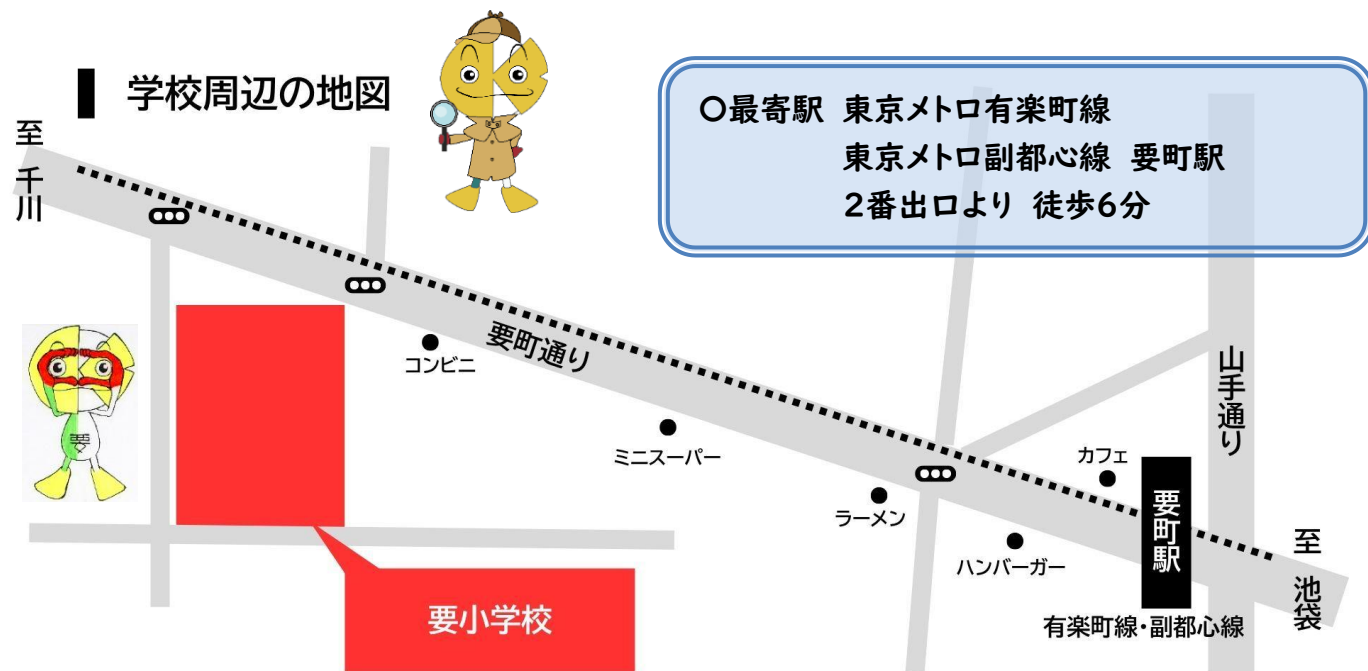 学校周辺の地図
〇最寄駅 東京メトロ有楽町線
東京メトロ副都心線 要町駅
2番出口より 徒歩6分
至 千川
要町通り
コンビニ
ミニスーパー
ラーメン
ハンバーガー
カフェ
山手通り
要町駅
有楽町線・副都心線
至 池袋
要
要小学校